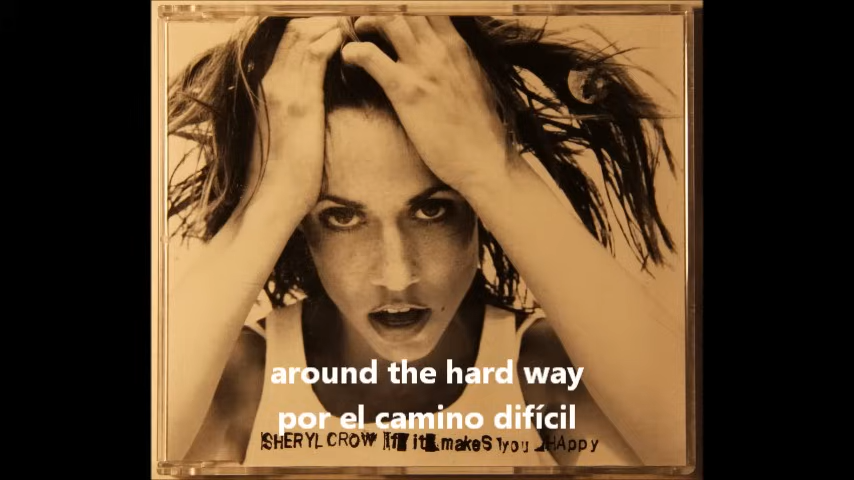 around the hard way
por el camino difícil
SHERYL CROW If it makes you HAppy